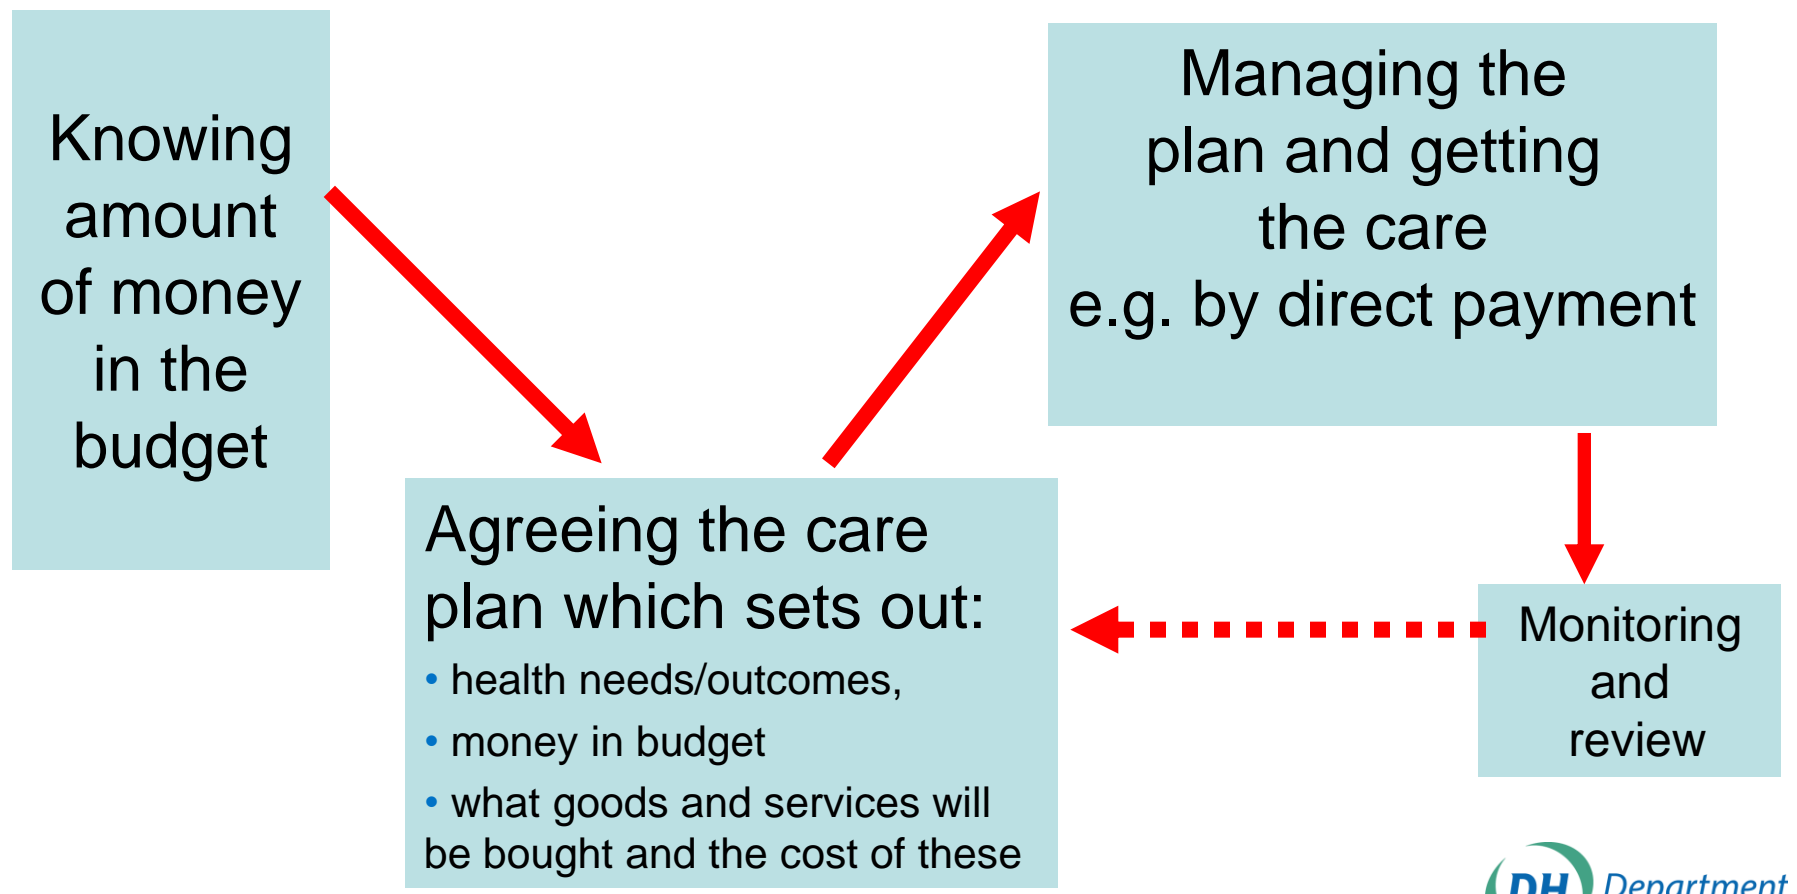 Knowing
amount
of money
in the
budget
Agreeing the care
plan which sets out:
• health needs/outcomes,
• money in budget
• what goods and services will
be bought and the cost of these
Managing the
plan and getting
the care
e.g. by direct payment
Monitoring
and
review
DH Department